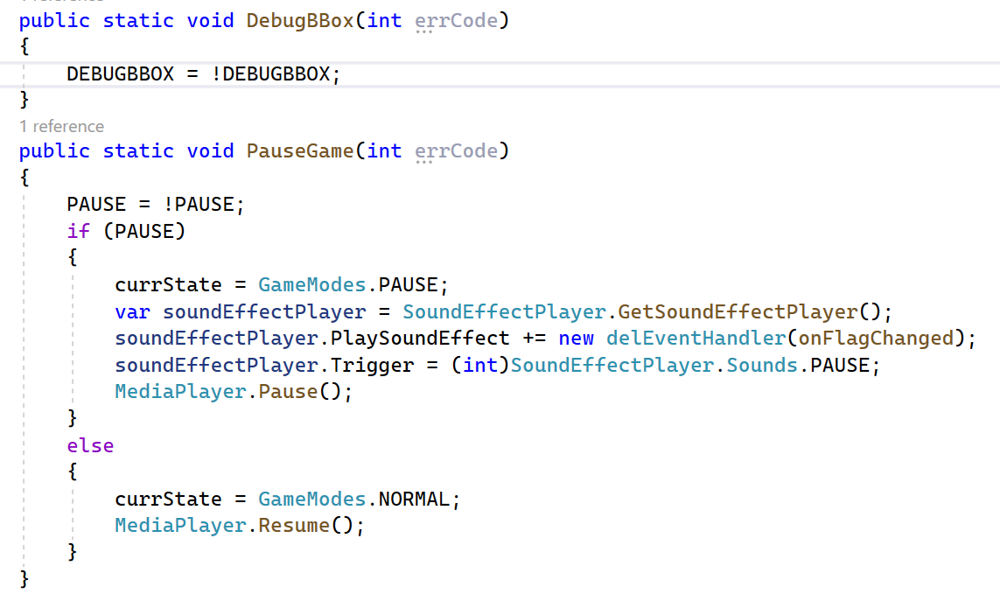 public static void DebugBBox(int errCode)
{
DEBUGBBOX = !DEBUGBBOX;
}
1 reference
public static void PauseGame(int errCode)
{
PAUSE = !PAUSE;
if (PAUSE)
{
currState = GameModes.PAUSE;
var soundEffectPlayer = SoundEffectPlayer.GetSoundEffectPlayer();
soundEffectPlayer.PlaySoundEffect += new delEventHandler(onFlagChanged);
soundEffectPlayer.Trigger = (int)SoundEffectPlayer.Sounds.PAUSE;
MediaPlayer.Pause();
}
else
{
currState = GameModes.NORMAL;
MediaPlayer.Resume();
}
}